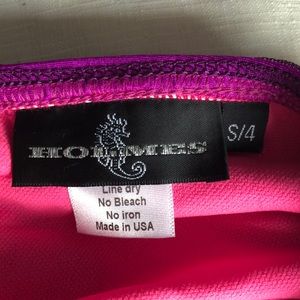 HOLMES
S/4
Line dry
No Bleach
No iron
Made in USA